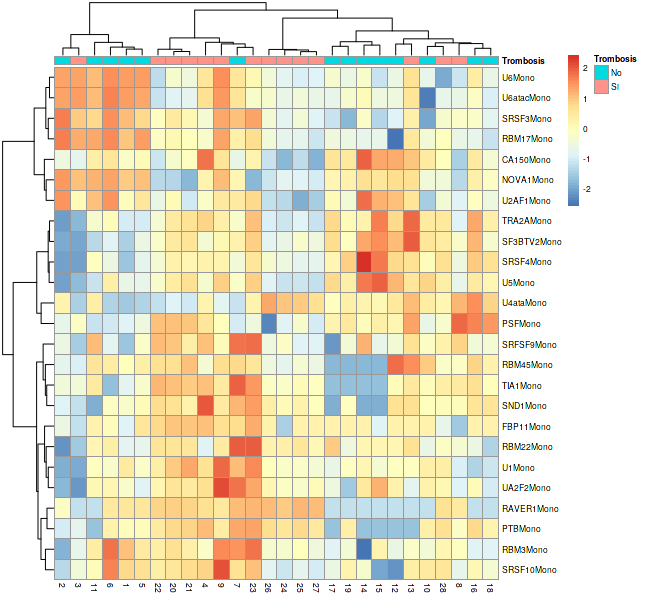 Trombosis
U6Mono
U6atacMono
SRSF3Mono
RBM17Mono
CA150Mono
NOVA1Mono
U2AF1Mono
TRA2AMono
SF3BTV2Mono
SRSF4Mono
U5Mono
U4ataMono
PSFMono
SRFSF9Mono
RBM45Mono
TIA1Mono
SND1Mono
FBP11Mono
RBM22Mono
U1Mono
UA2F2Mono
RAVER1Mono
PTBMono
RBM3Mono
SRSF10Mono
2 3 11 6 1 5 22 20 21 4 9 7 23 26 24 25 27 17 19 14 15 12 13 10 28 8 16 18
2
1
0
-1
-2
Trombosis
No
SI